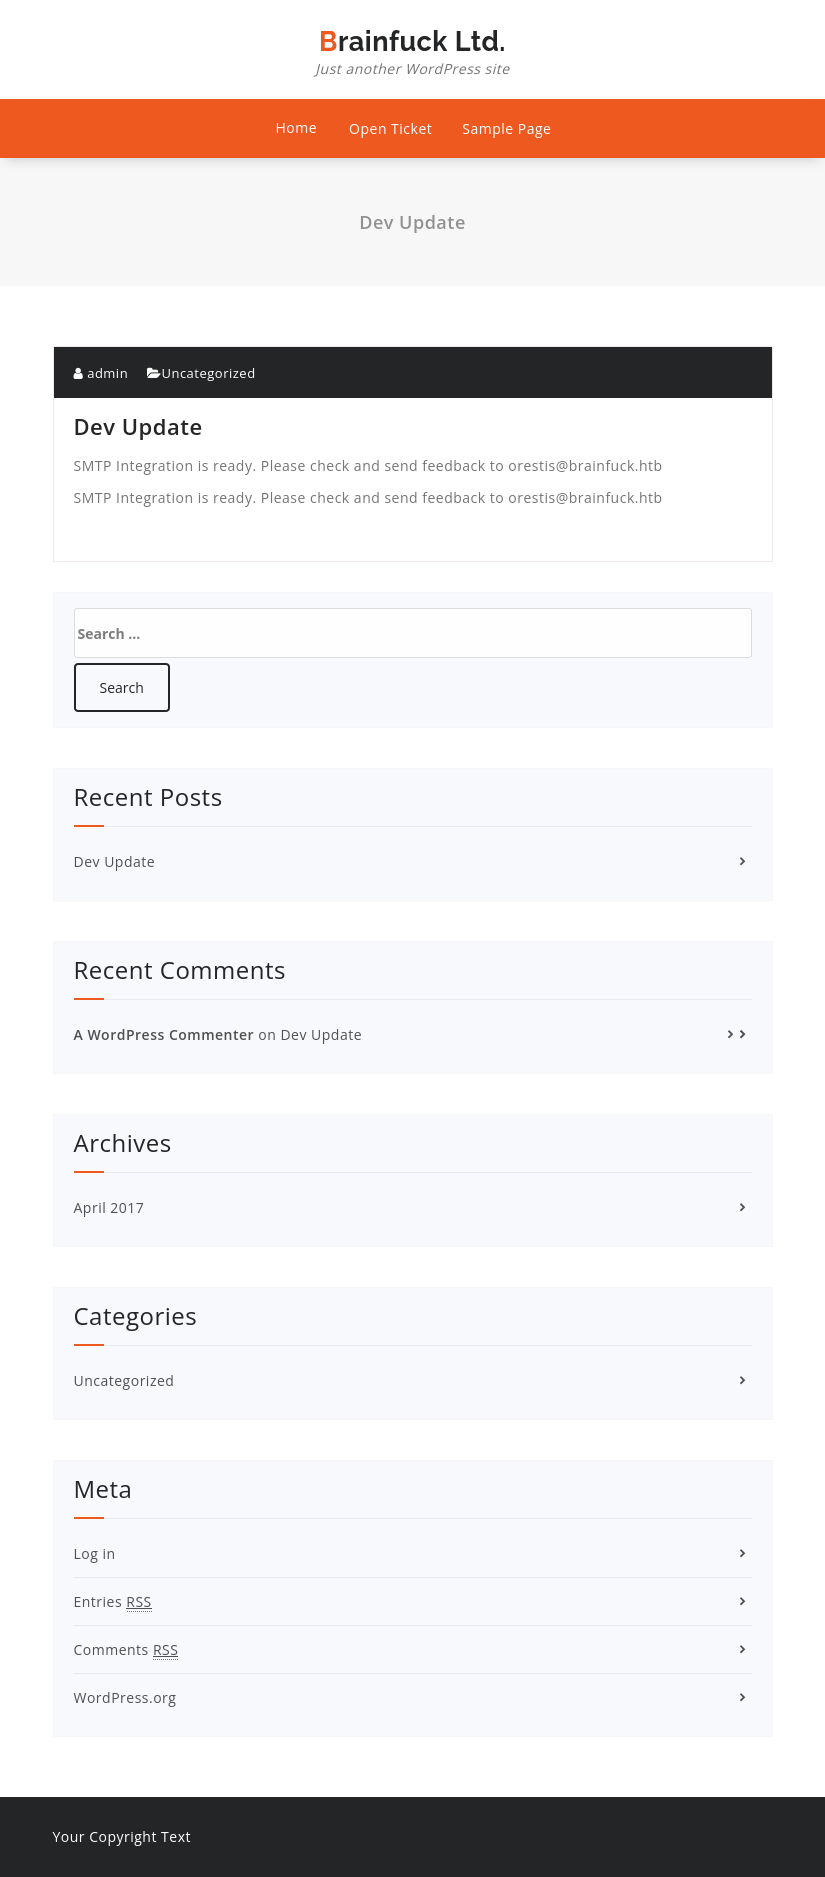 Brainfuck Ltd.
Just another WordPress site
Home Open Ticket Sample Page
Dev Update
admin Uncategorized
Dev Update
SMTP Integration is ready. Please check and send feedback to orestis@brainfuck.htb
SMTP Integration is ready. Please check and send feedback to orestis@brainfuck.htb
Search ...
Search
Recent Posts
Dev Update
Recent Comments
A WordPress Commenter on Dev Update
Archives
April 2017
Categories
Uncategorized
Meta
Log in
Entries RSS
Comments RSS
WordPress.org
Your Copyright Text